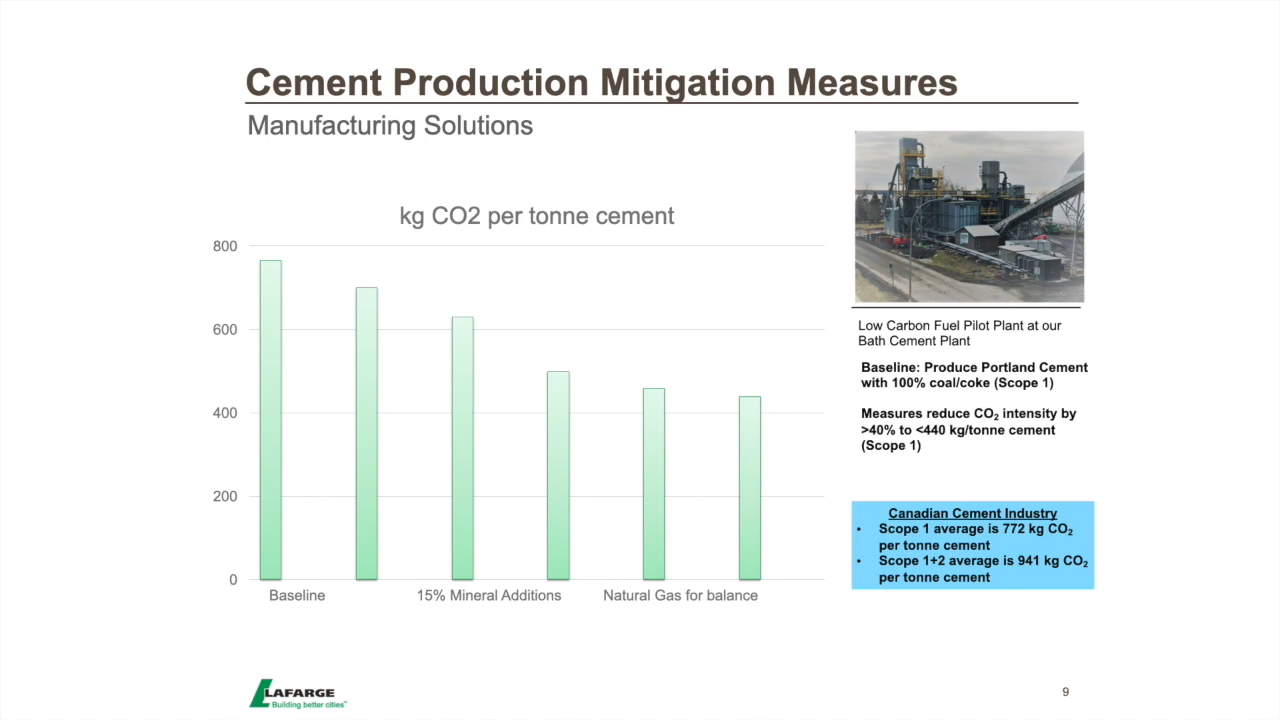 Cement Production Mitigation Measures
Manufacturing Solutions
kg CO2 per tonne cement
800
600
400
200
0
Baseline
15% Mineral Additions
Natural Gas for balance
Low Carbon Fuel Pilot Plant at our
Bath Cement Plant
Baseline: Produce Portland Cement
with 100% coal/coke (Scope 1)
Measures reduce CO₂ intensity by
>40% to <440 kg/tonne cement
(Scope 1)
Canadian Cement Industry
• Scope 1 average is 772 kg CO₂
per tonne cement
• Scope 1+2 average is 941 kg CO₂
per tonne cement
LAFARGE
Building better cities™
9